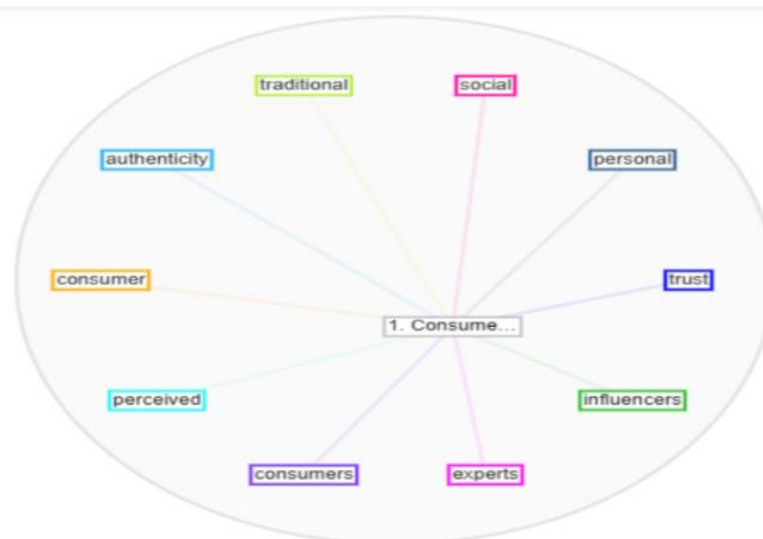 traditional
social
authenticity
personal
consumer
trust
1. Consume...
perceived
influencers
consumers
experts